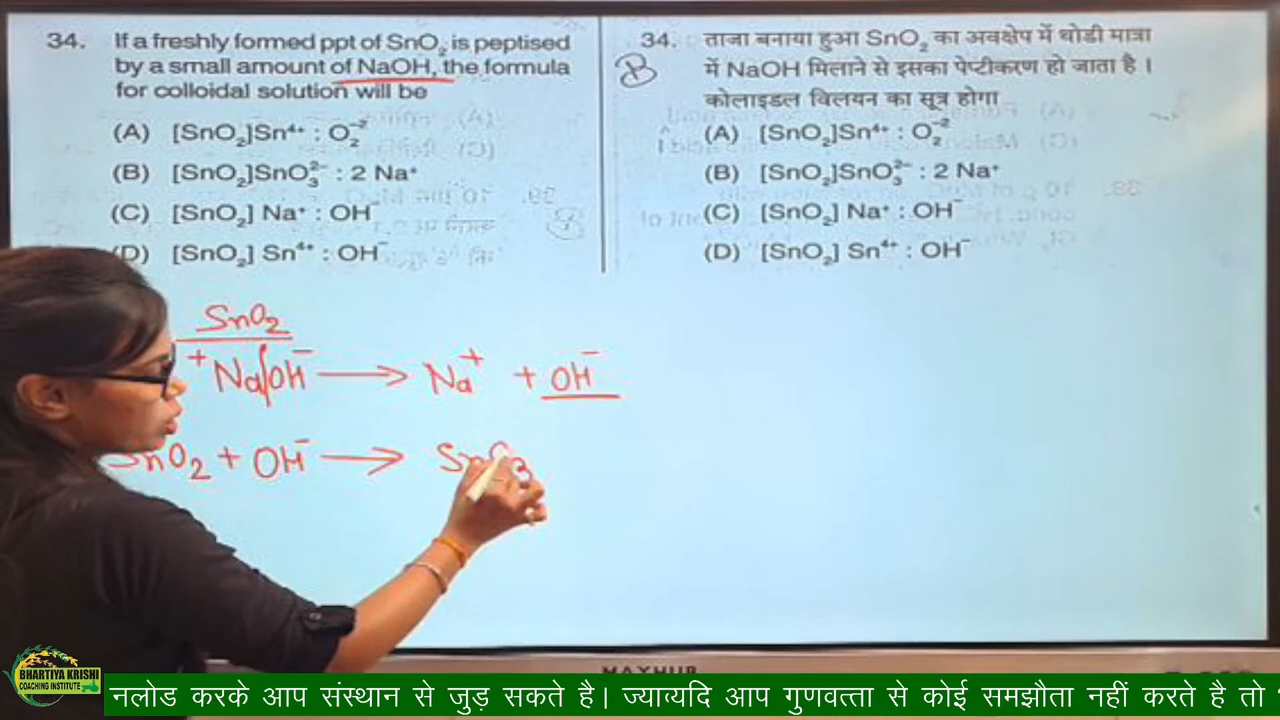 34. If a freshly formed ppt of SnO₂ is peptised
by a small amount of NaOH, the formula
for colloidal solution will be
(A) [SnO₂]Sn⁴⁺ : O₂⁻²
(B) [SnO₂]SnO₃²⁻ : 2 Na⁺
(C) [SnO₂] Na⁺ : OH⁻
(D) [SnO₂] Sn⁴⁺ : OH⁻
34. ताजा बनाया हुआ SnO₂ का अवक्षेप में थोडी मात्रा
में NaOH मिलाने से इसका पेप्टीकरण हो जाता है ।
कोलाइडल विलयन का सूत्र होगा
(A) [SnO₂]Sn⁴⁺ : O₂⁻²
(B) [SnO₂]SnO₃²⁻ : 2 Na⁺
(C) [SnO₂] Na⁺ : OH⁻
(D) [SnO₂] Sn⁴⁺ : OH⁻
B
SnO₂
⁺Na/OH⁻ → Na⁺ + OH⁻
SnO₂ + OH⁻ → SnO₃
BHARTIYA KRISHI
COACHING INSTITUTE
नलोड करके आप संस्थान से जुड़ सकते है। ज्याव्यदि आप गुणवत्ता से कोई समझौता नहीं करते है तो